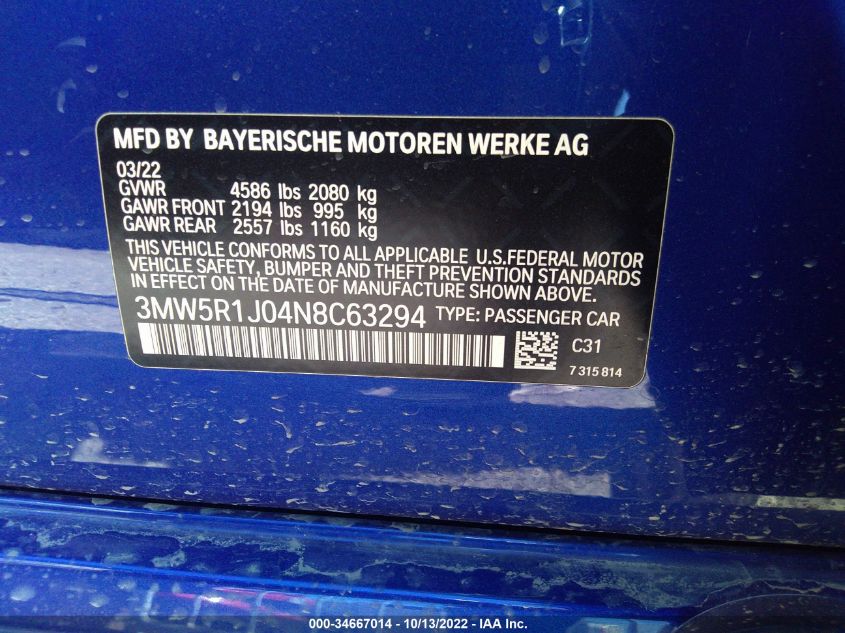 MFD BY BAYERISCHE MOTOREN WERKE AG
03/22
GVWR 4586 lbs 2080 kg
GAWR FRONT 2194 lbs 995 kg
GAWR REAR 2557 lbs 1160 kg
THIS VEHICLE CONFORMS TO ALL APPLICABLE U.S.FEDERAL MOTOR
VEHICLE SAFETY, BUMPER AND THEFT PREVENTION STANDARDS
IN EFFECT ON THE DATE OF MANUFACTURE SHOWN ABOVE.
3MW5R1J04N8C63294 TYPE: PASSENGER CAR
C31
7 315 814
000-34667014 - 10/13/2022 - IAA Inc.